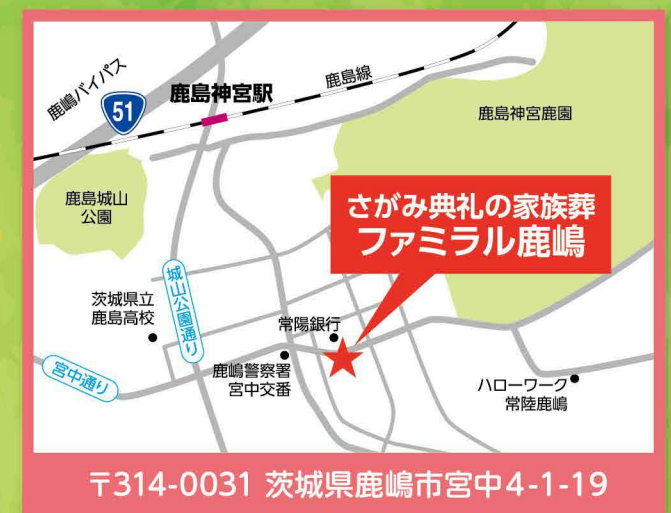 鹿嶋バイパス
51
鹿島神宮駅
鹿島線
鹿島神宮鹿園
鹿島城山
公園
さがみ典礼の家族葬
ファミラル鹿嶋
茨城県立
鹿島高校
城山公園通り
常陽銀行
宮中通り
鹿嶋警察署
宮中交番
ハローワーク
常陸鹿嶋
〒314-0031 茨城県鹿嶋市宮中4-1-19